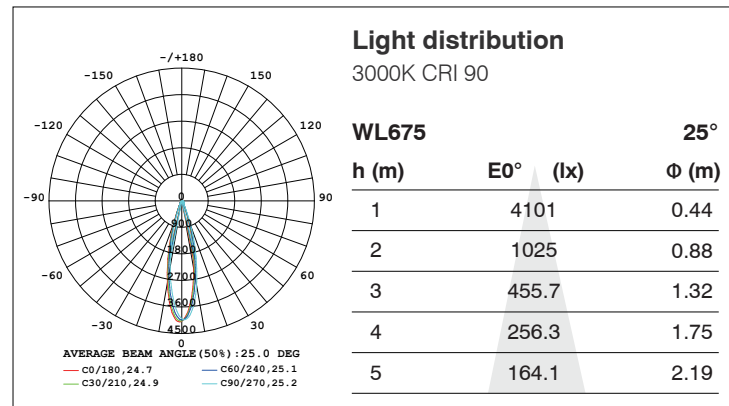 Light distribution
3000K CRI 90
-/+180
-150
150
-120
120
-90
90
-60
60
-30
30
0
0
900
1800
2700
3600
4500
AVERAGE BEAM ANGLE(50%):25.0 DEG
C0/180,24.7
C60/240,25.1
C30/210,24.9
C90/270,25.2
WL675 25°
h (m) E0° (lx) Φ (m)
1 4101 0.44
2 1025 0.88
3 455.7 1.32
4 256.3 1.75
5 164.1 2.19